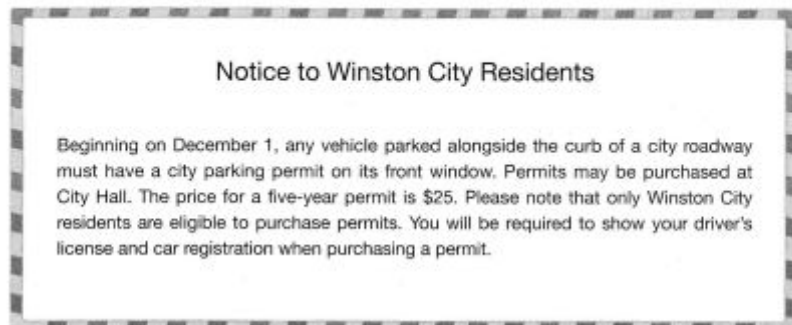 Notice to Winston City Residents
Beginning on December 1, any vehicle parked alongside the curb of a city roadway
must have a city parking permit on its front window. Permits may be purchased at
City Hall. The price for a five-year permit is $25. Please note that only Winston City
residents are eligible to purchase permits. You will be required to show your driver's
license and car registration when purchasing a permit.